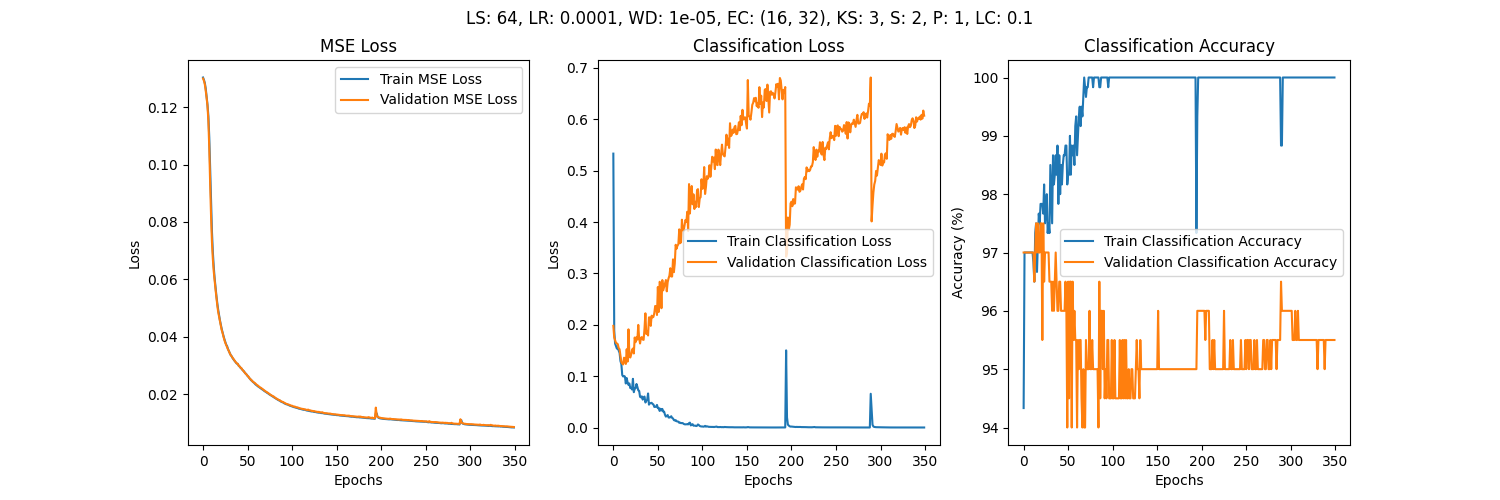 LS: 64, LR: 0.0001, WD: 1e-05, EC: (16, 32), KS: 3, S: 2, P: 1, LC: 0.1
MSE Loss
Train MSE Loss
Validation MSE Loss
0.12
0.10
0.08
0.06
0.04
0.02
Loss
0 50 100 150 200 250 300 350
Epochs
Classification Loss
0.7
0.6
0.5
0.4
0.3
0.2
0.1
0.0
Loss
Train Classification Loss
Validation Classification Loss
0 50 100 150 200 250 300 350
Epochs
Classification Accuracy
100
99
98
97
96
95
94
Accuracy (%)
Train Classification Accuracy
Validation Classification Accuracy
0 50 100 150 200 250 300 350
Epochs